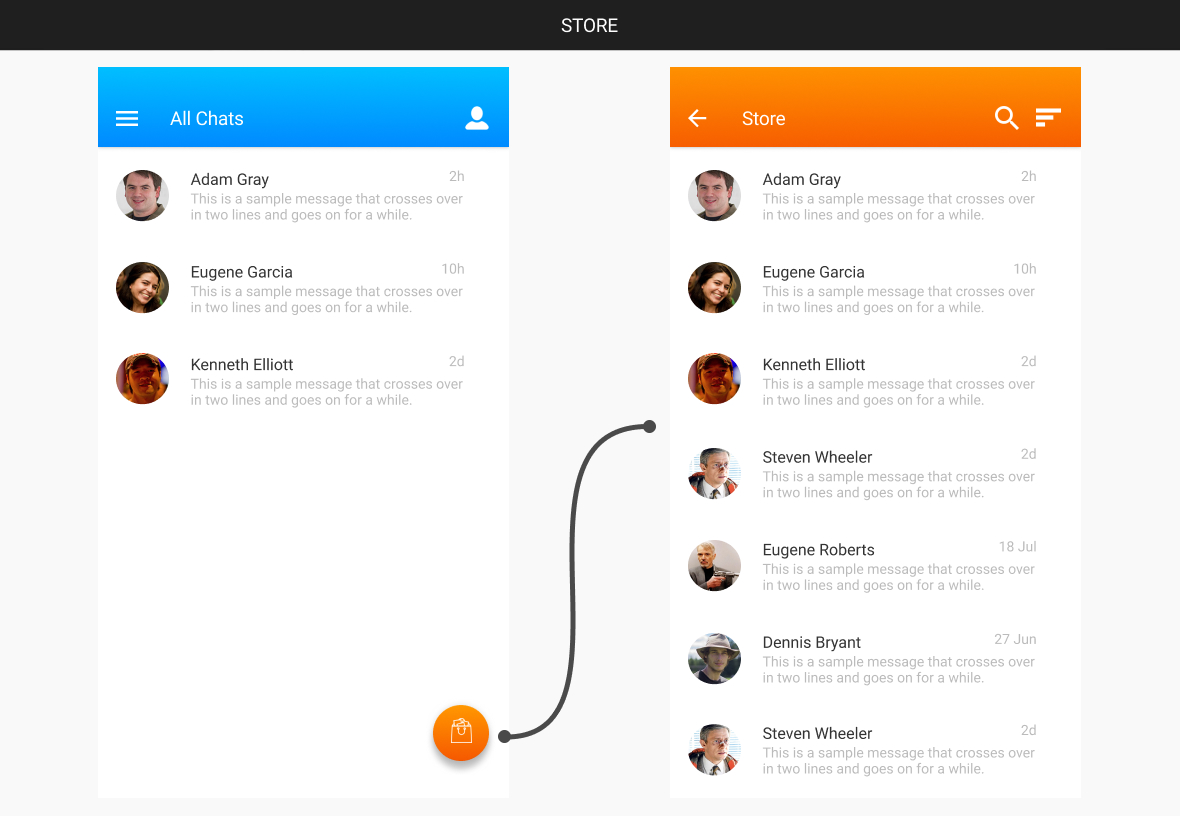 STORE
All Chats
Adam Gray 2h
This is a sample message that crosses over
in two lines and goes on for a while.
Eugene Garcia 10h
This is a sample message that crosses over
in two lines and goes on for a while.
Kenneth Elliott 2d
This is a sample message that crosses over
in two lines and goes on for a while.
Store
Adam Gray 2h
This is a sample message that crosses over
in two lines and goes on for a while.
Eugene Garcia 10h
This is a sample message that crosses over
in two lines and goes on for a while.
Kenneth Elliott 2d
This is a sample message that crosses over
in two lines and goes on for a while.
Steven Wheeler 2d
This is a sample message that crosses over
in two lines and goes on for a while.
Eugene Roberts 18 Jul
This is a sample message that crosses over
in two lines and goes on for a while.
Dennis Bryant 27 Jun
This is a sample message that crosses over
in two lines and goes on for a while.
Steven Wheeler 2d
This is a sample message that crosses over
in two lines and goes on for a while.